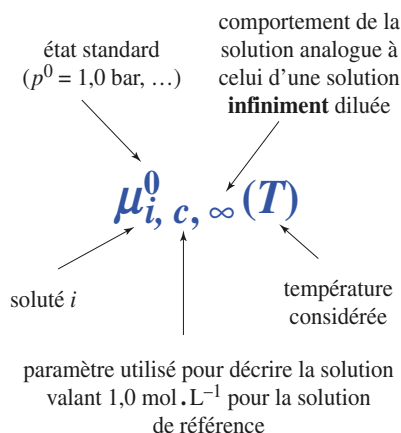 état standard
(p⁰ = 1,0 bar, …)
comportement de la
solution analogue à
celui d'une solution
infiniment diluée
μ⁰i, c, ∞ (T)
soluté i
température
considérée
paramètre utilisé pour décrire la solution
valant 1,0 mol.L⁻¹ pour la solution
de référence